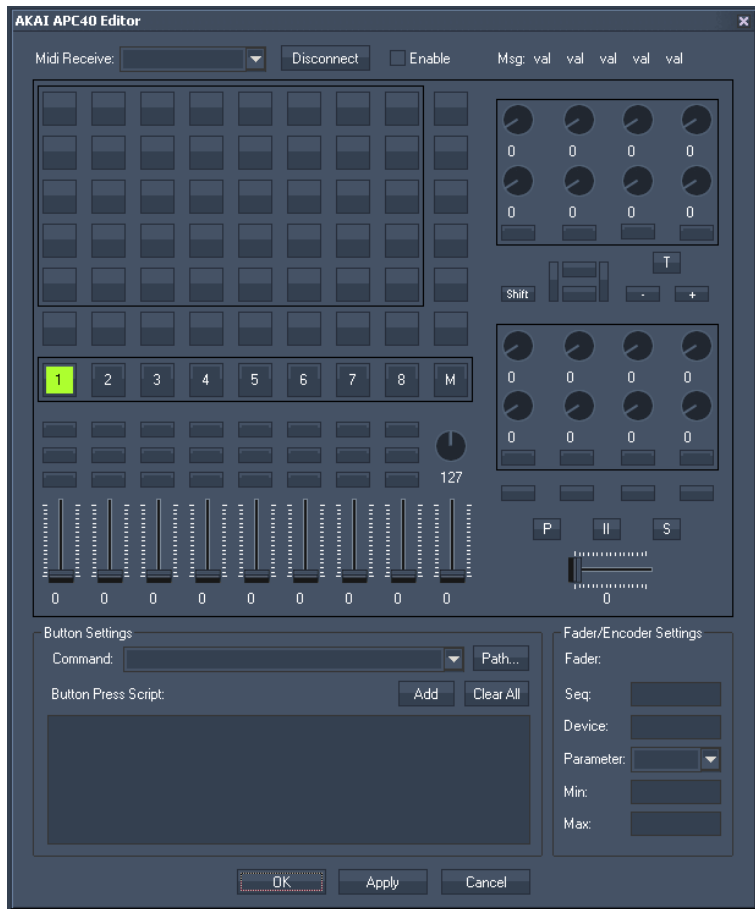 AKAI APC40 Editor
Midi Receive: Disconnect Enable Msg: val val val val val
0 0 0 0
0 0 0 0
T
Shift - +
1 2 3 4 5 6 7 8 M
0 0 0 0
0 0 0 0
127
P II S
0 0 0 0 0 0 0 0 0 0
Button Settings
Command: Path...
Button Press Script: Add Clear All
Fader/Encoder Settings
Fader:
Seq:
Device:
Parameter:
Min:
Max:
OK Apply Cancel